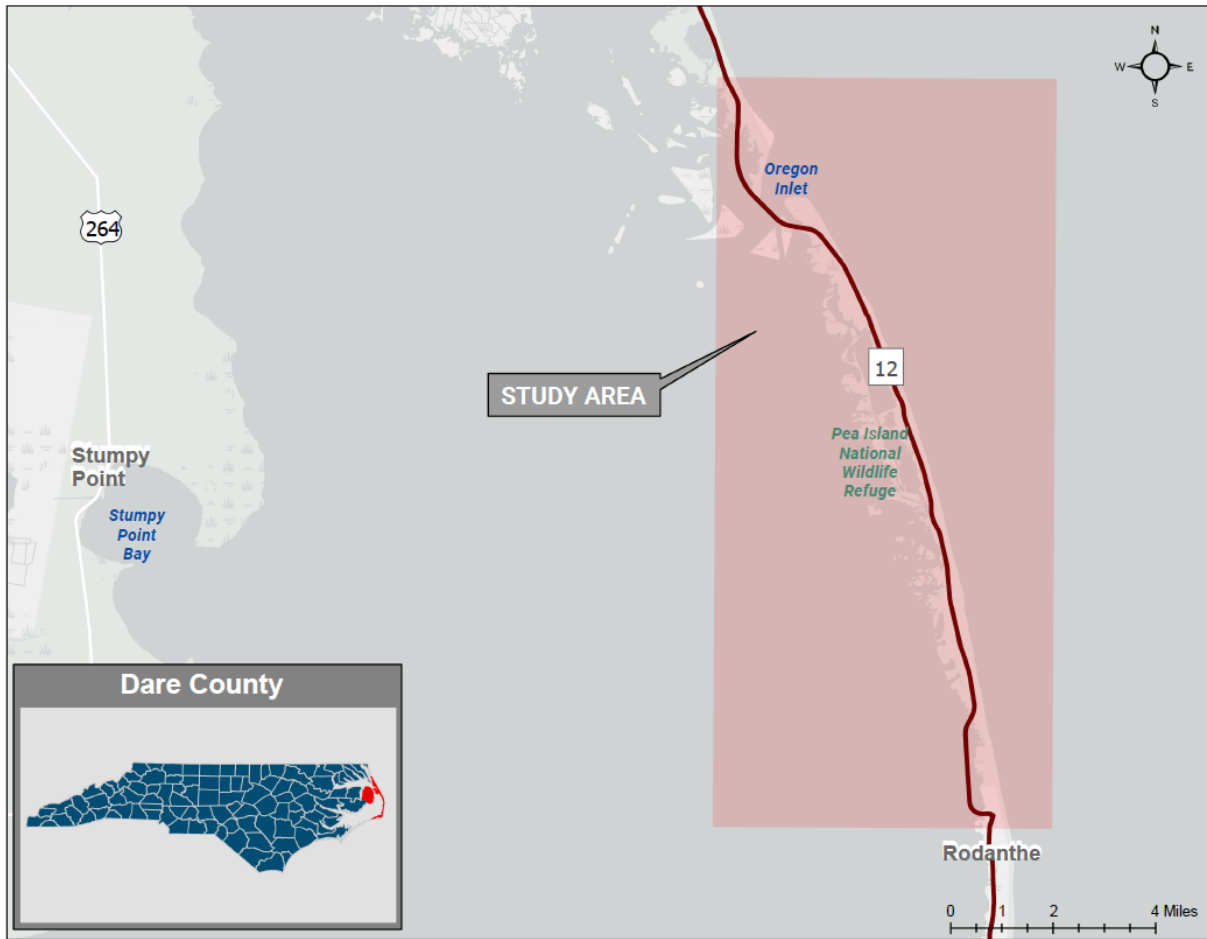 N
W E
S
Oregon
Inlet
264
12
STUDY AREA
Pea Island
National
Wildlife
Refuge
Stumpy
Point
Stumpy
Point
Bay
Dare County
Rodanthe
0 1 2 4 Miles